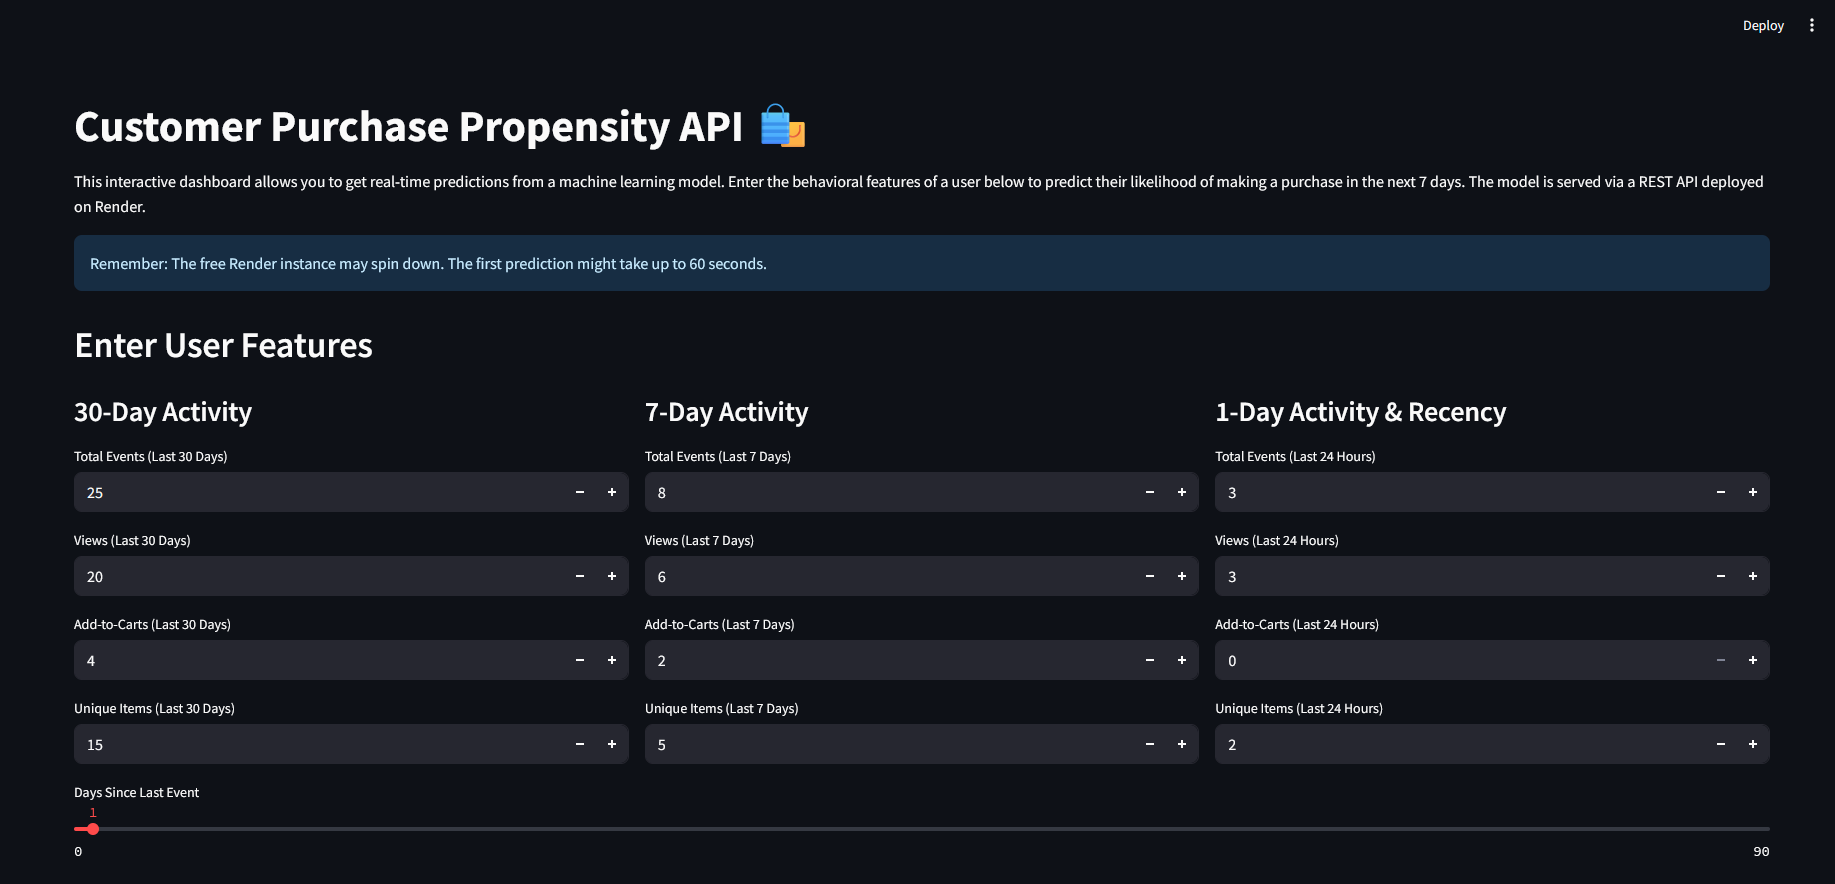 Deploy
Customer Purchase Propensity API
This interactive dashboard allows you to get real-time predictions from a machine learning model. Enter the behavioral features of a user below to predict their likelihood of making a purchase in the next 7 days. The model is served via a REST API deployed
on Render.
Remember: The free Render instance may spin down. The first prediction might take up to 60 seconds.
Enter User Features
30-Day Activity
Total Events (Last 30 Days)
25
Views (Last 30 Days)
20
Add-to-Carts (Last 30 Days)
4
Unique Items (Last 30 Days)
15
7-Day Activity
Total Events (Last 7 Days)
8
Views (Last 7 Days)
6
Add-to-Carts (Last 7 Days)
2
Unique Items (Last 7 Days)
5
1-Day Activity & Recency
Total Events (Last 24 Hours)
3
Views (Last 24 Hours)
3
Add-to-Carts (Last 24 Hours)
0
Unique Items (Last 24 Hours)
2
Days Since Last Event
1
0
90